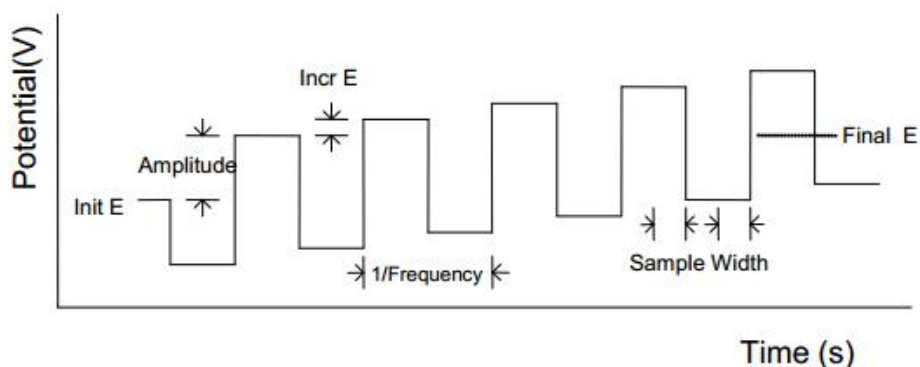 Potential(V)
Incr E
Amplitude
Init E
Final E
1/Frequency
Sample Width
Time (s)